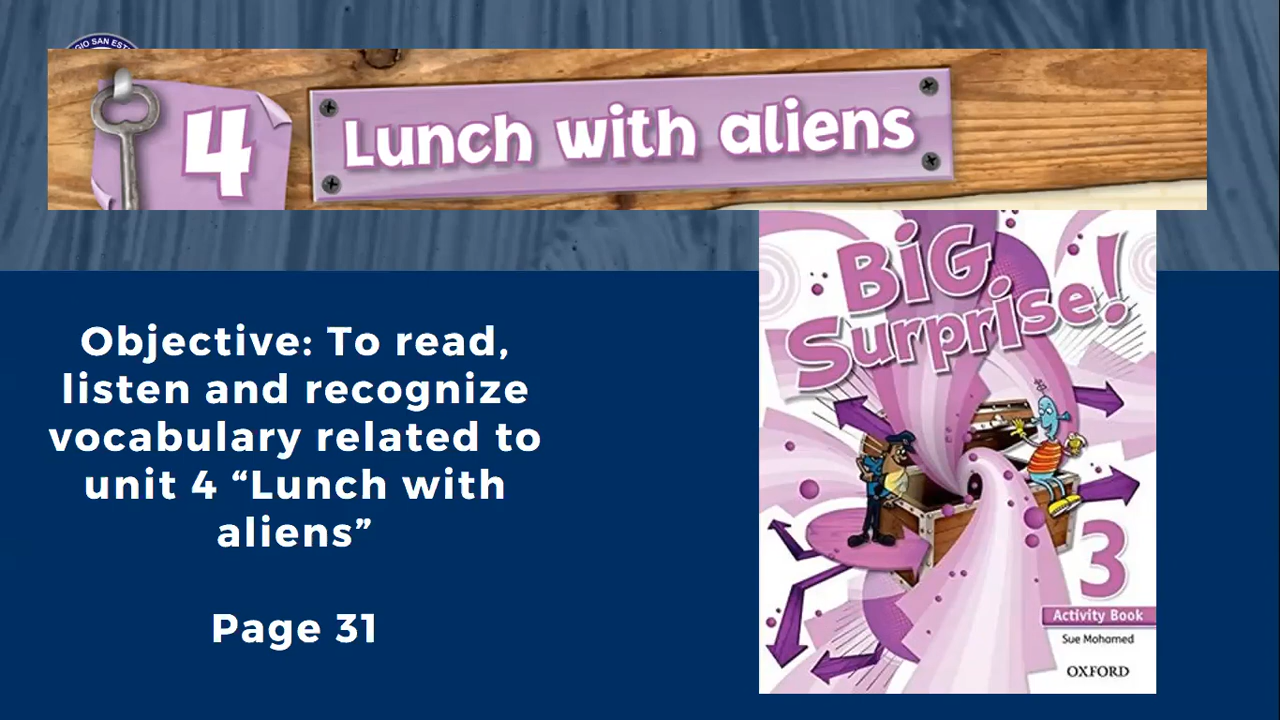 4
Lunch with aliens
BiG
Surprise!
Objective: To read,
listen and recognize
vocabulary related to
unit 4 “Lunch with
aliens”
Page 31
3
Activity Book
Sue Mohamed
OXFORD